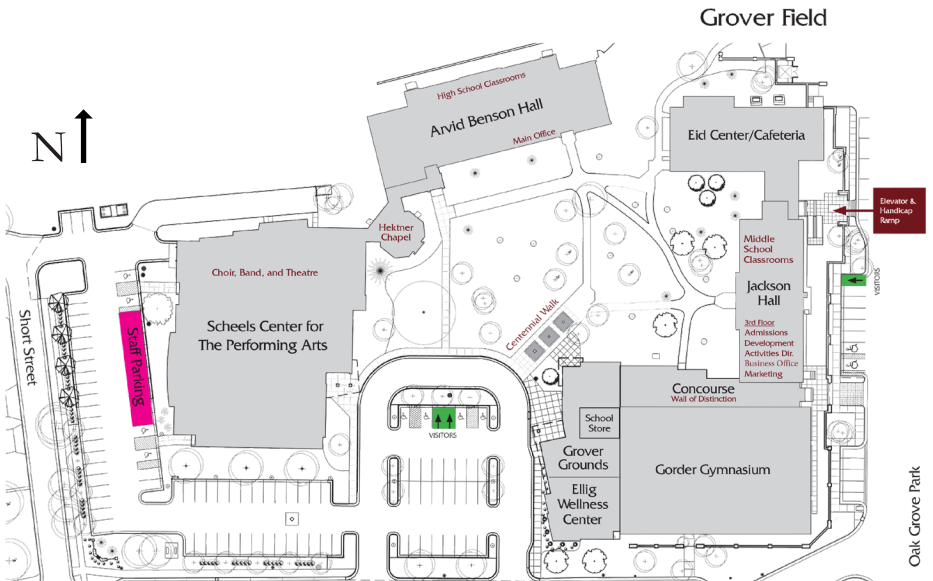 Grover Field
N
High School Classrooms
Arvid Benson Hall
Main Office
Eid Center/Cafeteria
Elevator &
Handicap
Ramp
Hektner
Chapel
Middle
School
Classrooms
Jackson
Hall
3rd Floor
Admissions
Development
Activities Dir.
Business Office
Marketing
VISITORS
Choir, Band, and Theatre
Scheels Center for
The Performing Arts
Short Street
Staff Parking
Centennial Walk
VISITORS
Concourse
Wall of Distinction
School
Store
Grover
Grounds
Ellig
Wellness
Center
Gorder Gymnasium
Oak Grove Park